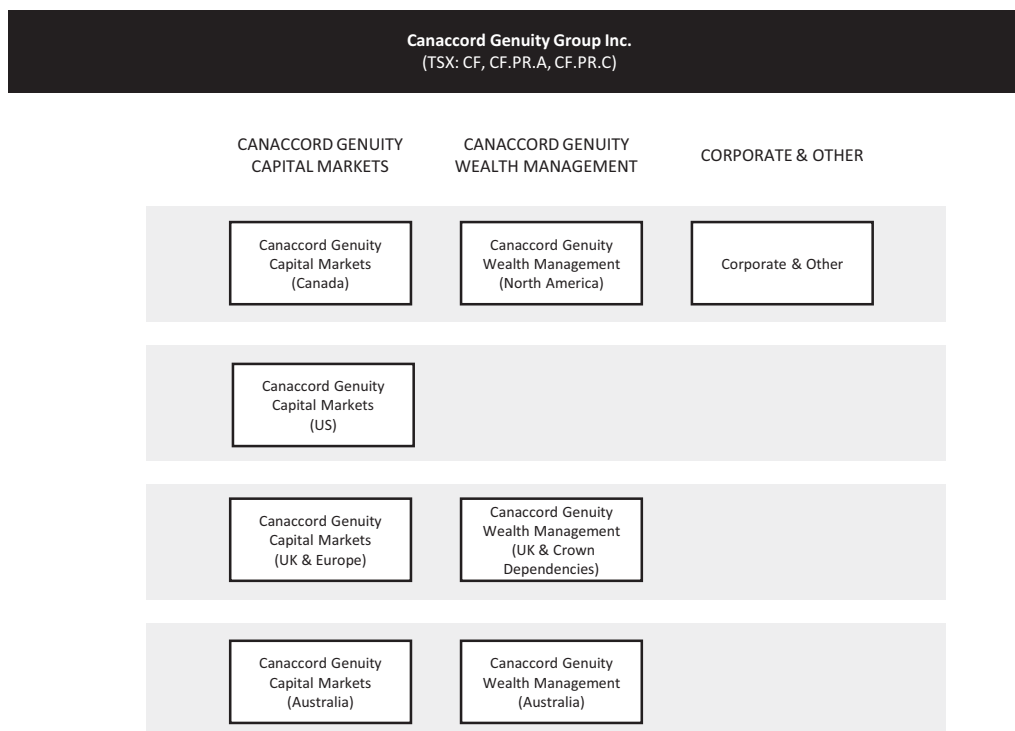 Canaccord Genuity Group Inc.
(TSX: CF, CF.PR.A, CF.PR.C)
CANACCORD GENUITY
CAPITAL MARKETS
CANACCORD GENUITY
WEALTH MANAGEMENT
CORPORATE & OTHER
Canaccord Genuity
Capital Markets
(Canada)
Canaccord Genuity
Wealth Management
(North America)
Corporate & Other
Canaccord Genuity
Capital Markets
(US)
Canaccord Genuity
Capital Markets
(UK & Europe)
Canaccord Genuity
Wealth Management
(UK & Crown
Dependencies)
Canaccord Genuity
Capital Markets
(Australia)
Canaccord Genuity
Wealth Management
(Australia)